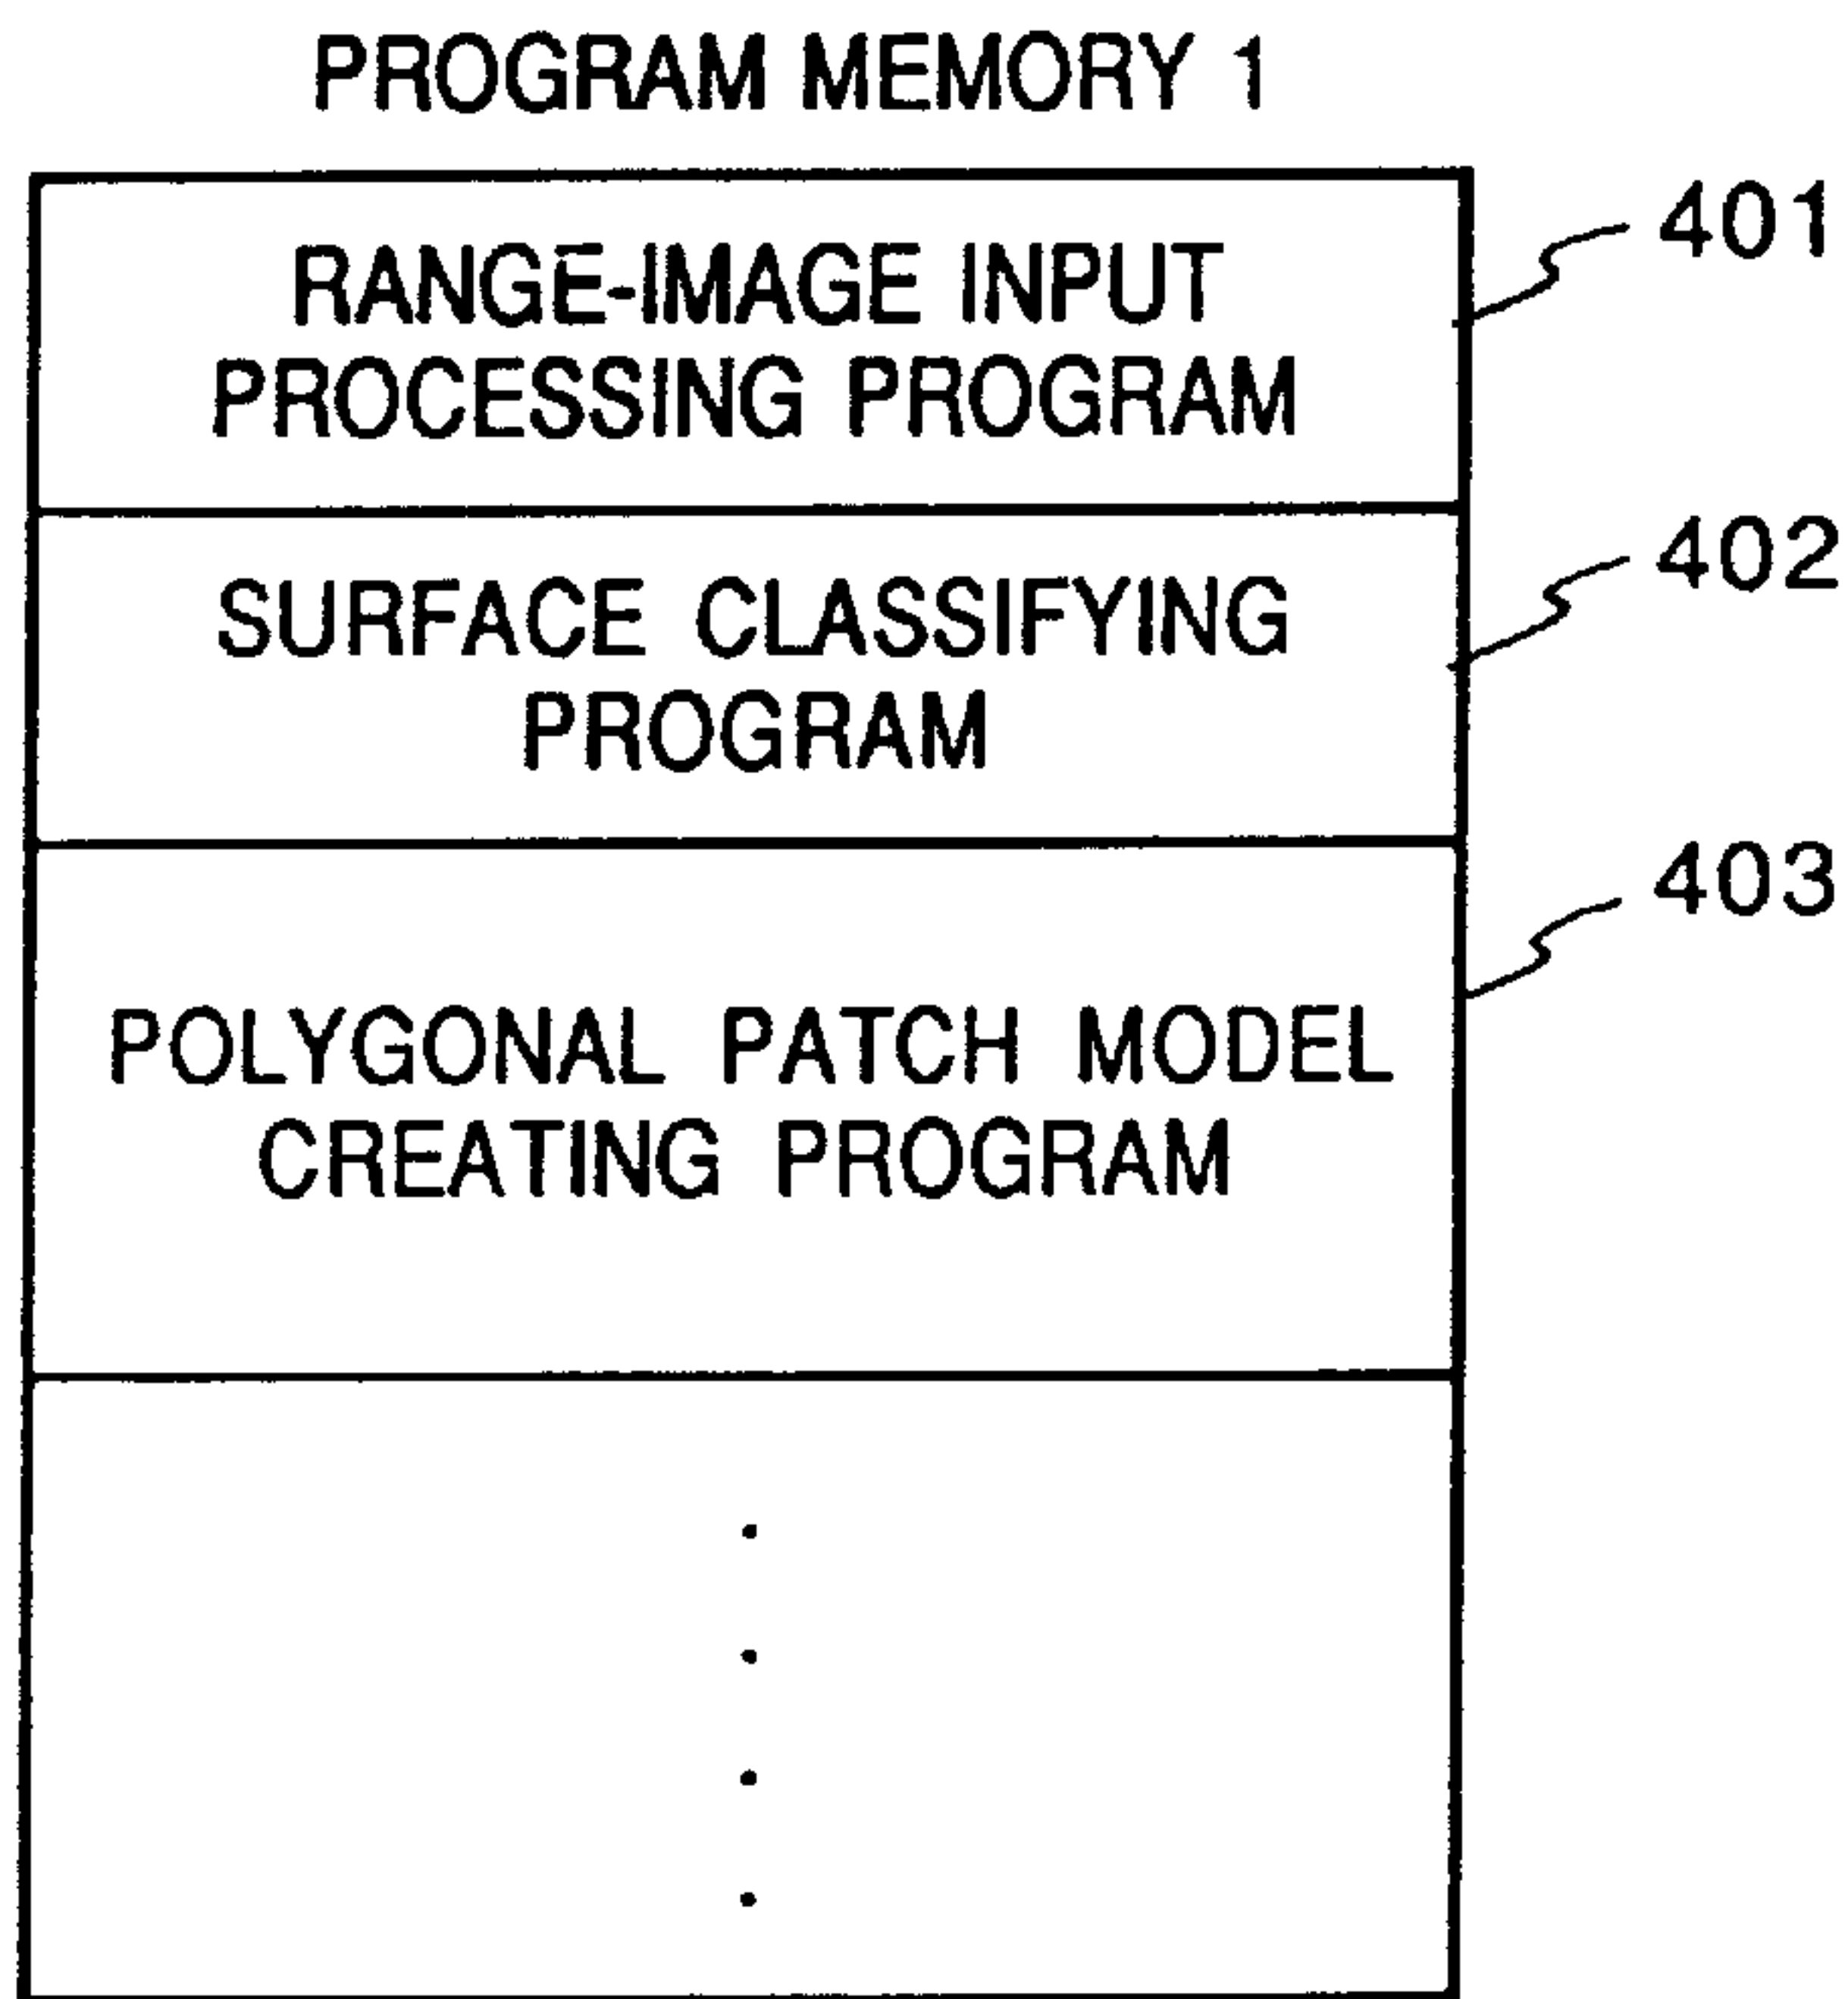 PROGRAM MEMORY 1
RANGE-IMAGE INPUT
PROCESSING PROGRAM
401
SURFACE CLASSIFYING
PROGRAM
402
POLYGONAL PATCH MODEL
CREATING PROGRAM
403